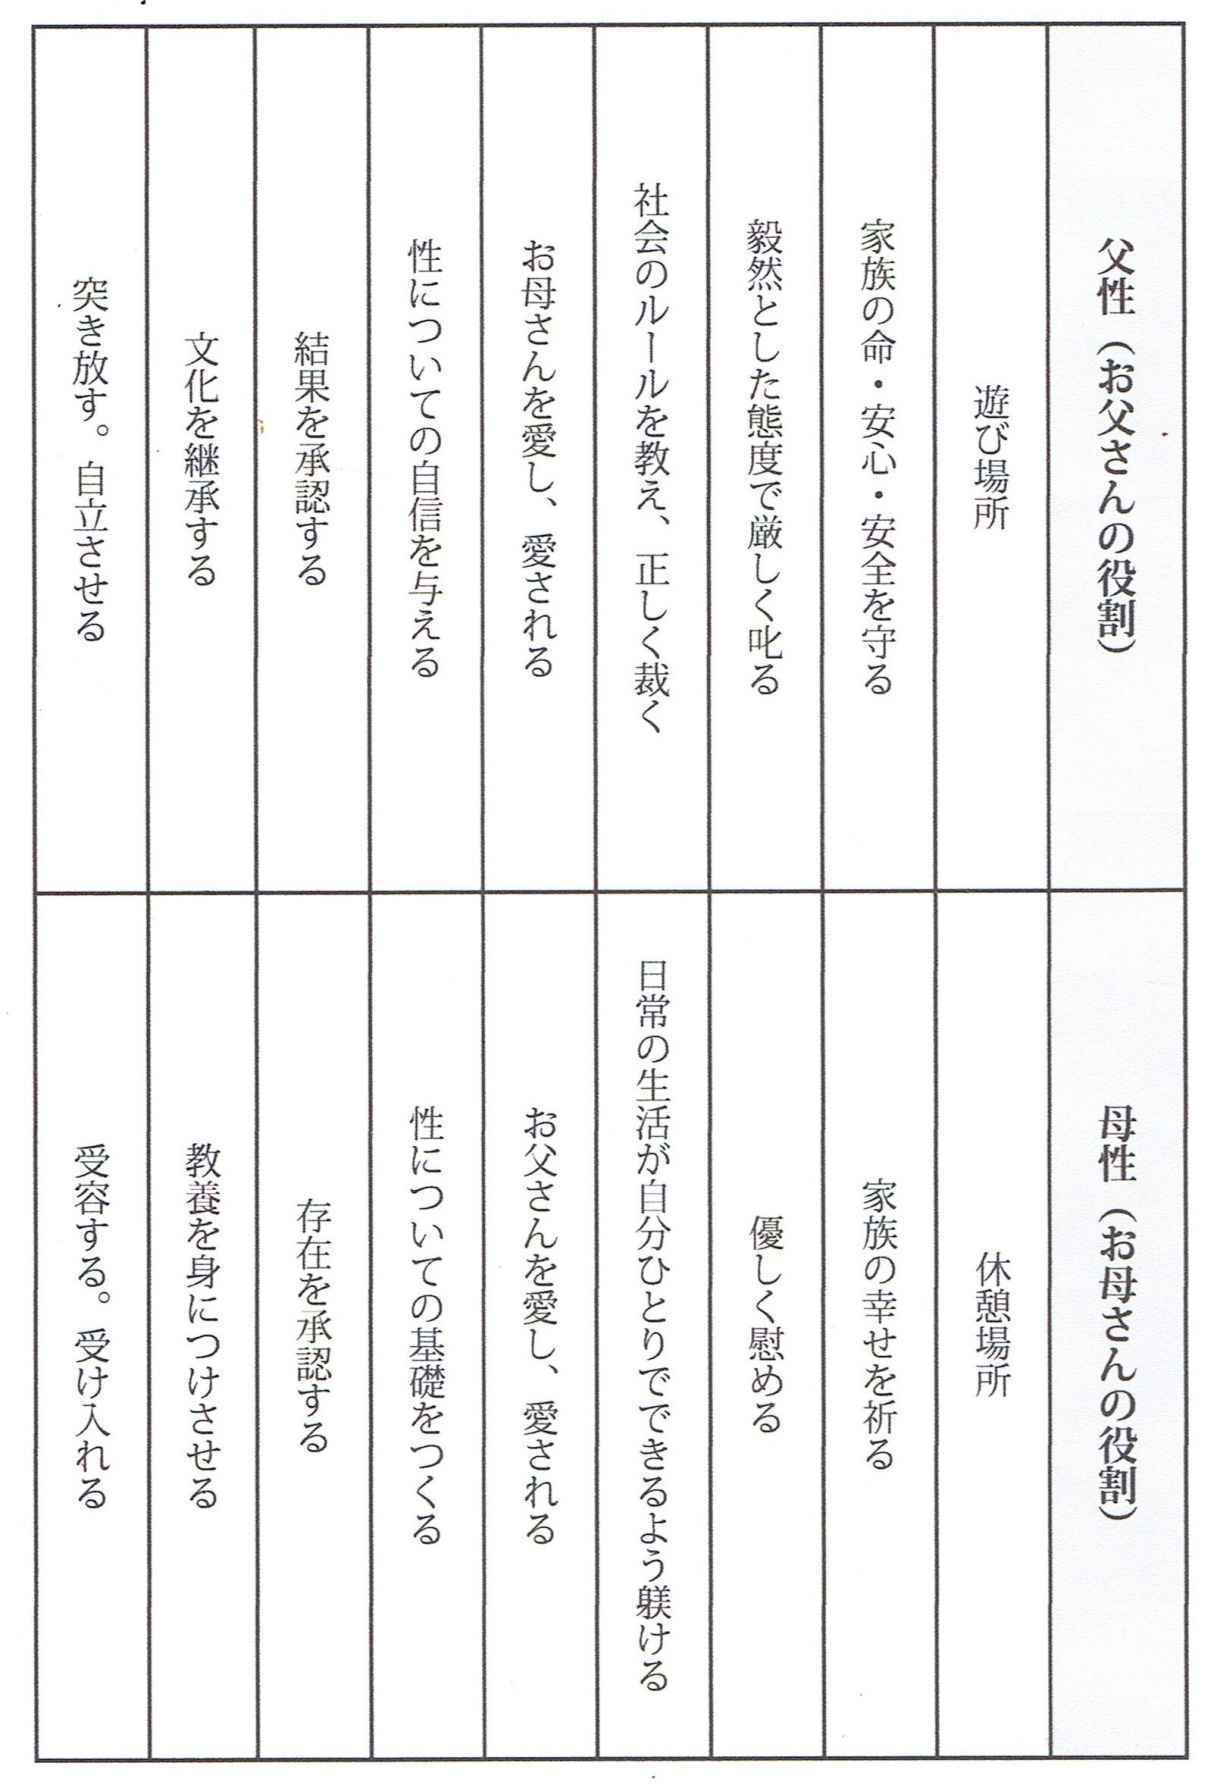 父性（お父さんの役割）
母性（お母さんの役割）
遊び場所
休憩場所
家族の命・安心・安全を守る
家族の幸せを祈る
毅然とした態度で厳しく叱る
優しく慰める
社会のルールを教え、正しく裁く
日常の生活が自分ひとりでできるよう躾ける
お母さんを愛し、愛される
お父さんを愛し、愛される
性についての自信を与える
性についての基礎をつくる
結果を承認する
存在を承認する
文化を継承する
教養を身につけさせる
突き放す。自立させる
受容する。受け入れる